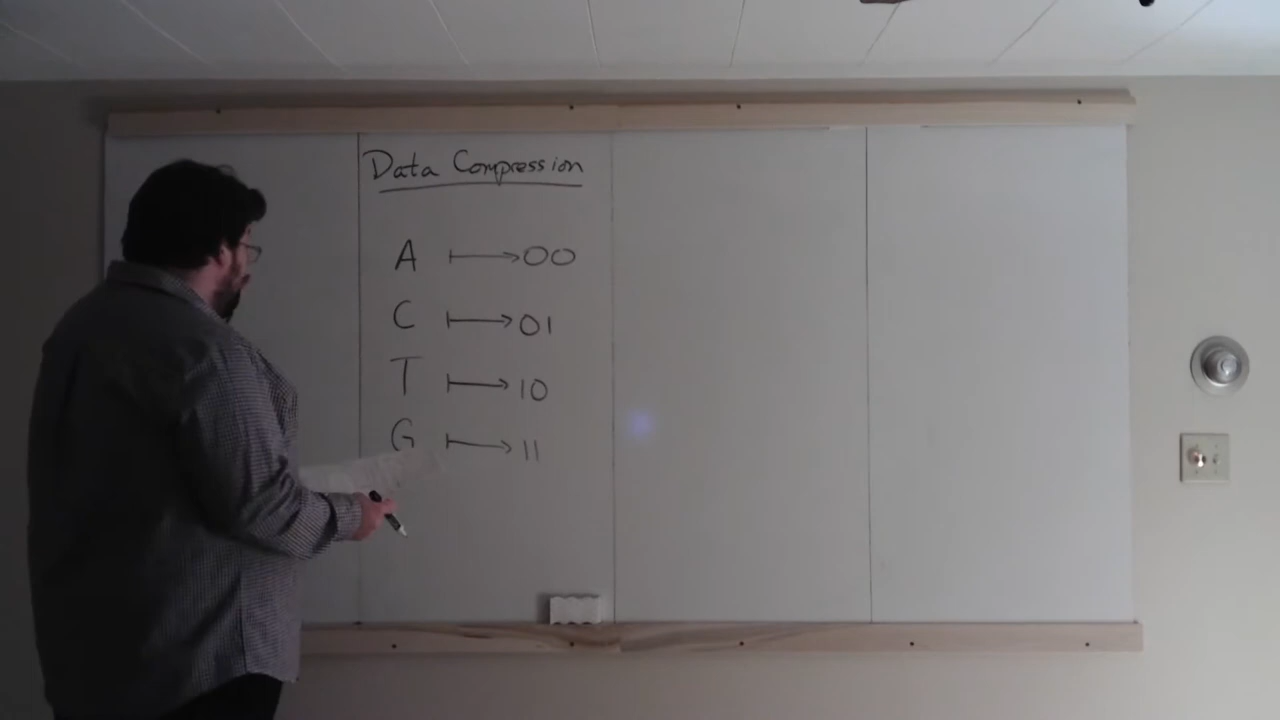 Data Compression
A ↦ 00
C ↦ 01
T ↦ 10
G ↦ 11